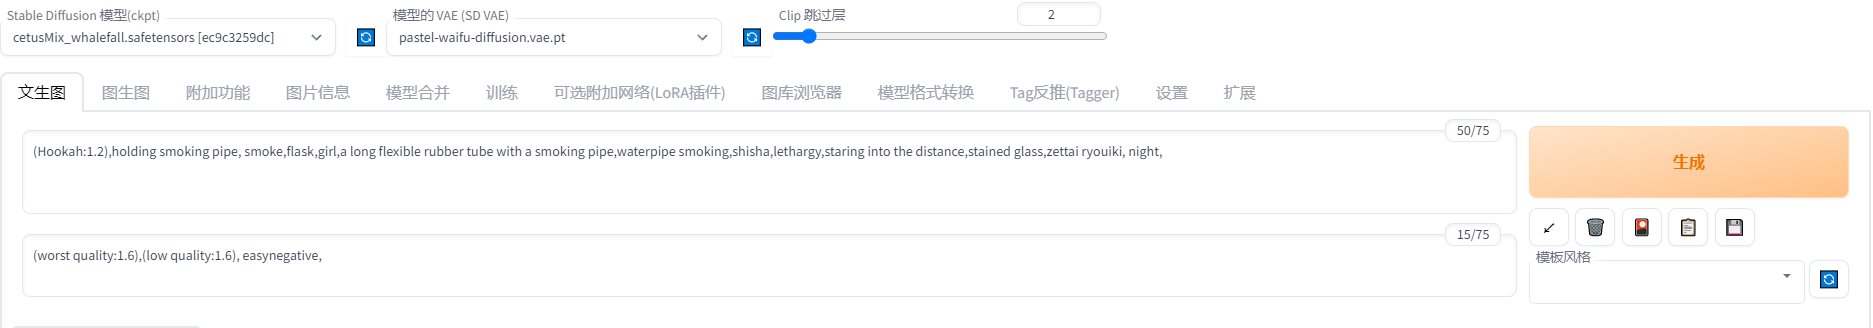 Stable Diffusion 模型(ckpt)
模型的 VAE (SD VAE)
Clip 跳过层
2
cetusMix_whalefall.safetensors [ec9c3259dc]
pastel-waifu-diffusion.vae.pt
文生图
图生图
附加功能
图片信息
模型合并
训练
可选附加网络(LoRA插件)
图库浏览器
模型格式转换
Tag反推(Tagger)
设置
扩展
50/75
(Hookah:1.2),holding smoking pipe, smoke,flask,girl,a long flexible rubber tube with a smoking pipe,waterpipe smoking,shisha,lethargy,staring into the distance,stained glass,zettai ryouiki, night,
生成
15/75
(worst quality:1.6),(low quality:1.6), easynegative,
模板风格